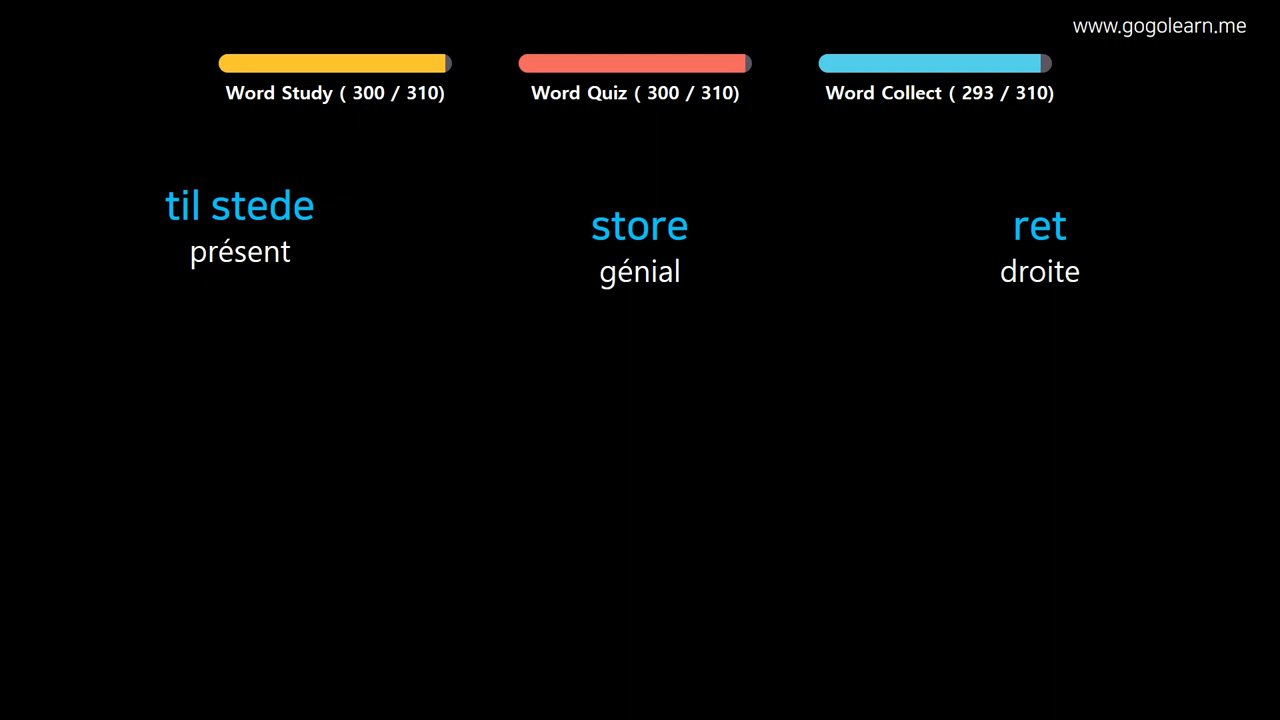 www.gogolearn.me
Word Study ( 300 / 310)
Word Quiz ( 300 / 310)
Word Collect ( 293 / 310)
til stede
présent
store
génial
ret
droite